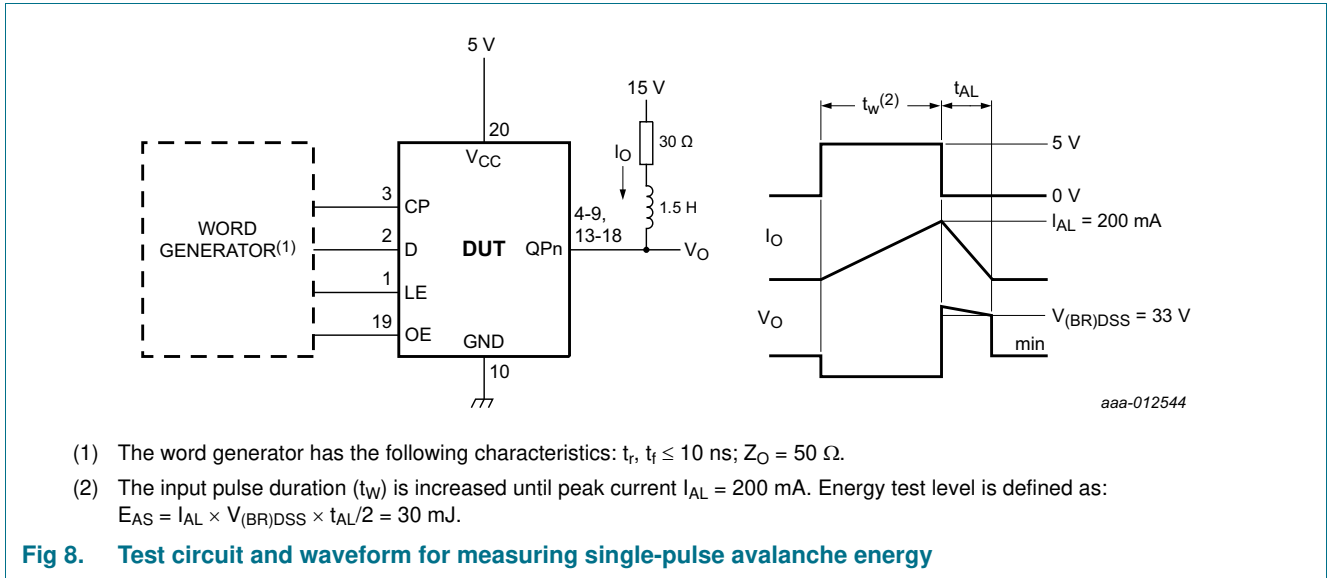 5 V
15 V
20
VCC
30 Ω
IO
1.5 H
WORD
GENERATOR(1)
3
CP
2
D
1
LE
19
OE
DUT
QPn
4-9,
13-18
VO
GND
10
tW(2)
tAL
5 V
0 V
IAL = 200 mA
IO
VO
V(BR)DSS = 33 V
min
aaa-012544
(1) The word generator has the following characteristics: tr, tf ≤ 10 ns; ZO = 50 Ω.
(2) The input pulse duration (tW) is increased until peak current IAL = 200 mA. Energy test level is defined as:
EAS = IAL × V(BR)DSS × tAL/2 = 30 mJ.
Fig 8. Test circuit and waveform for measuring single-pulse avalanche energy